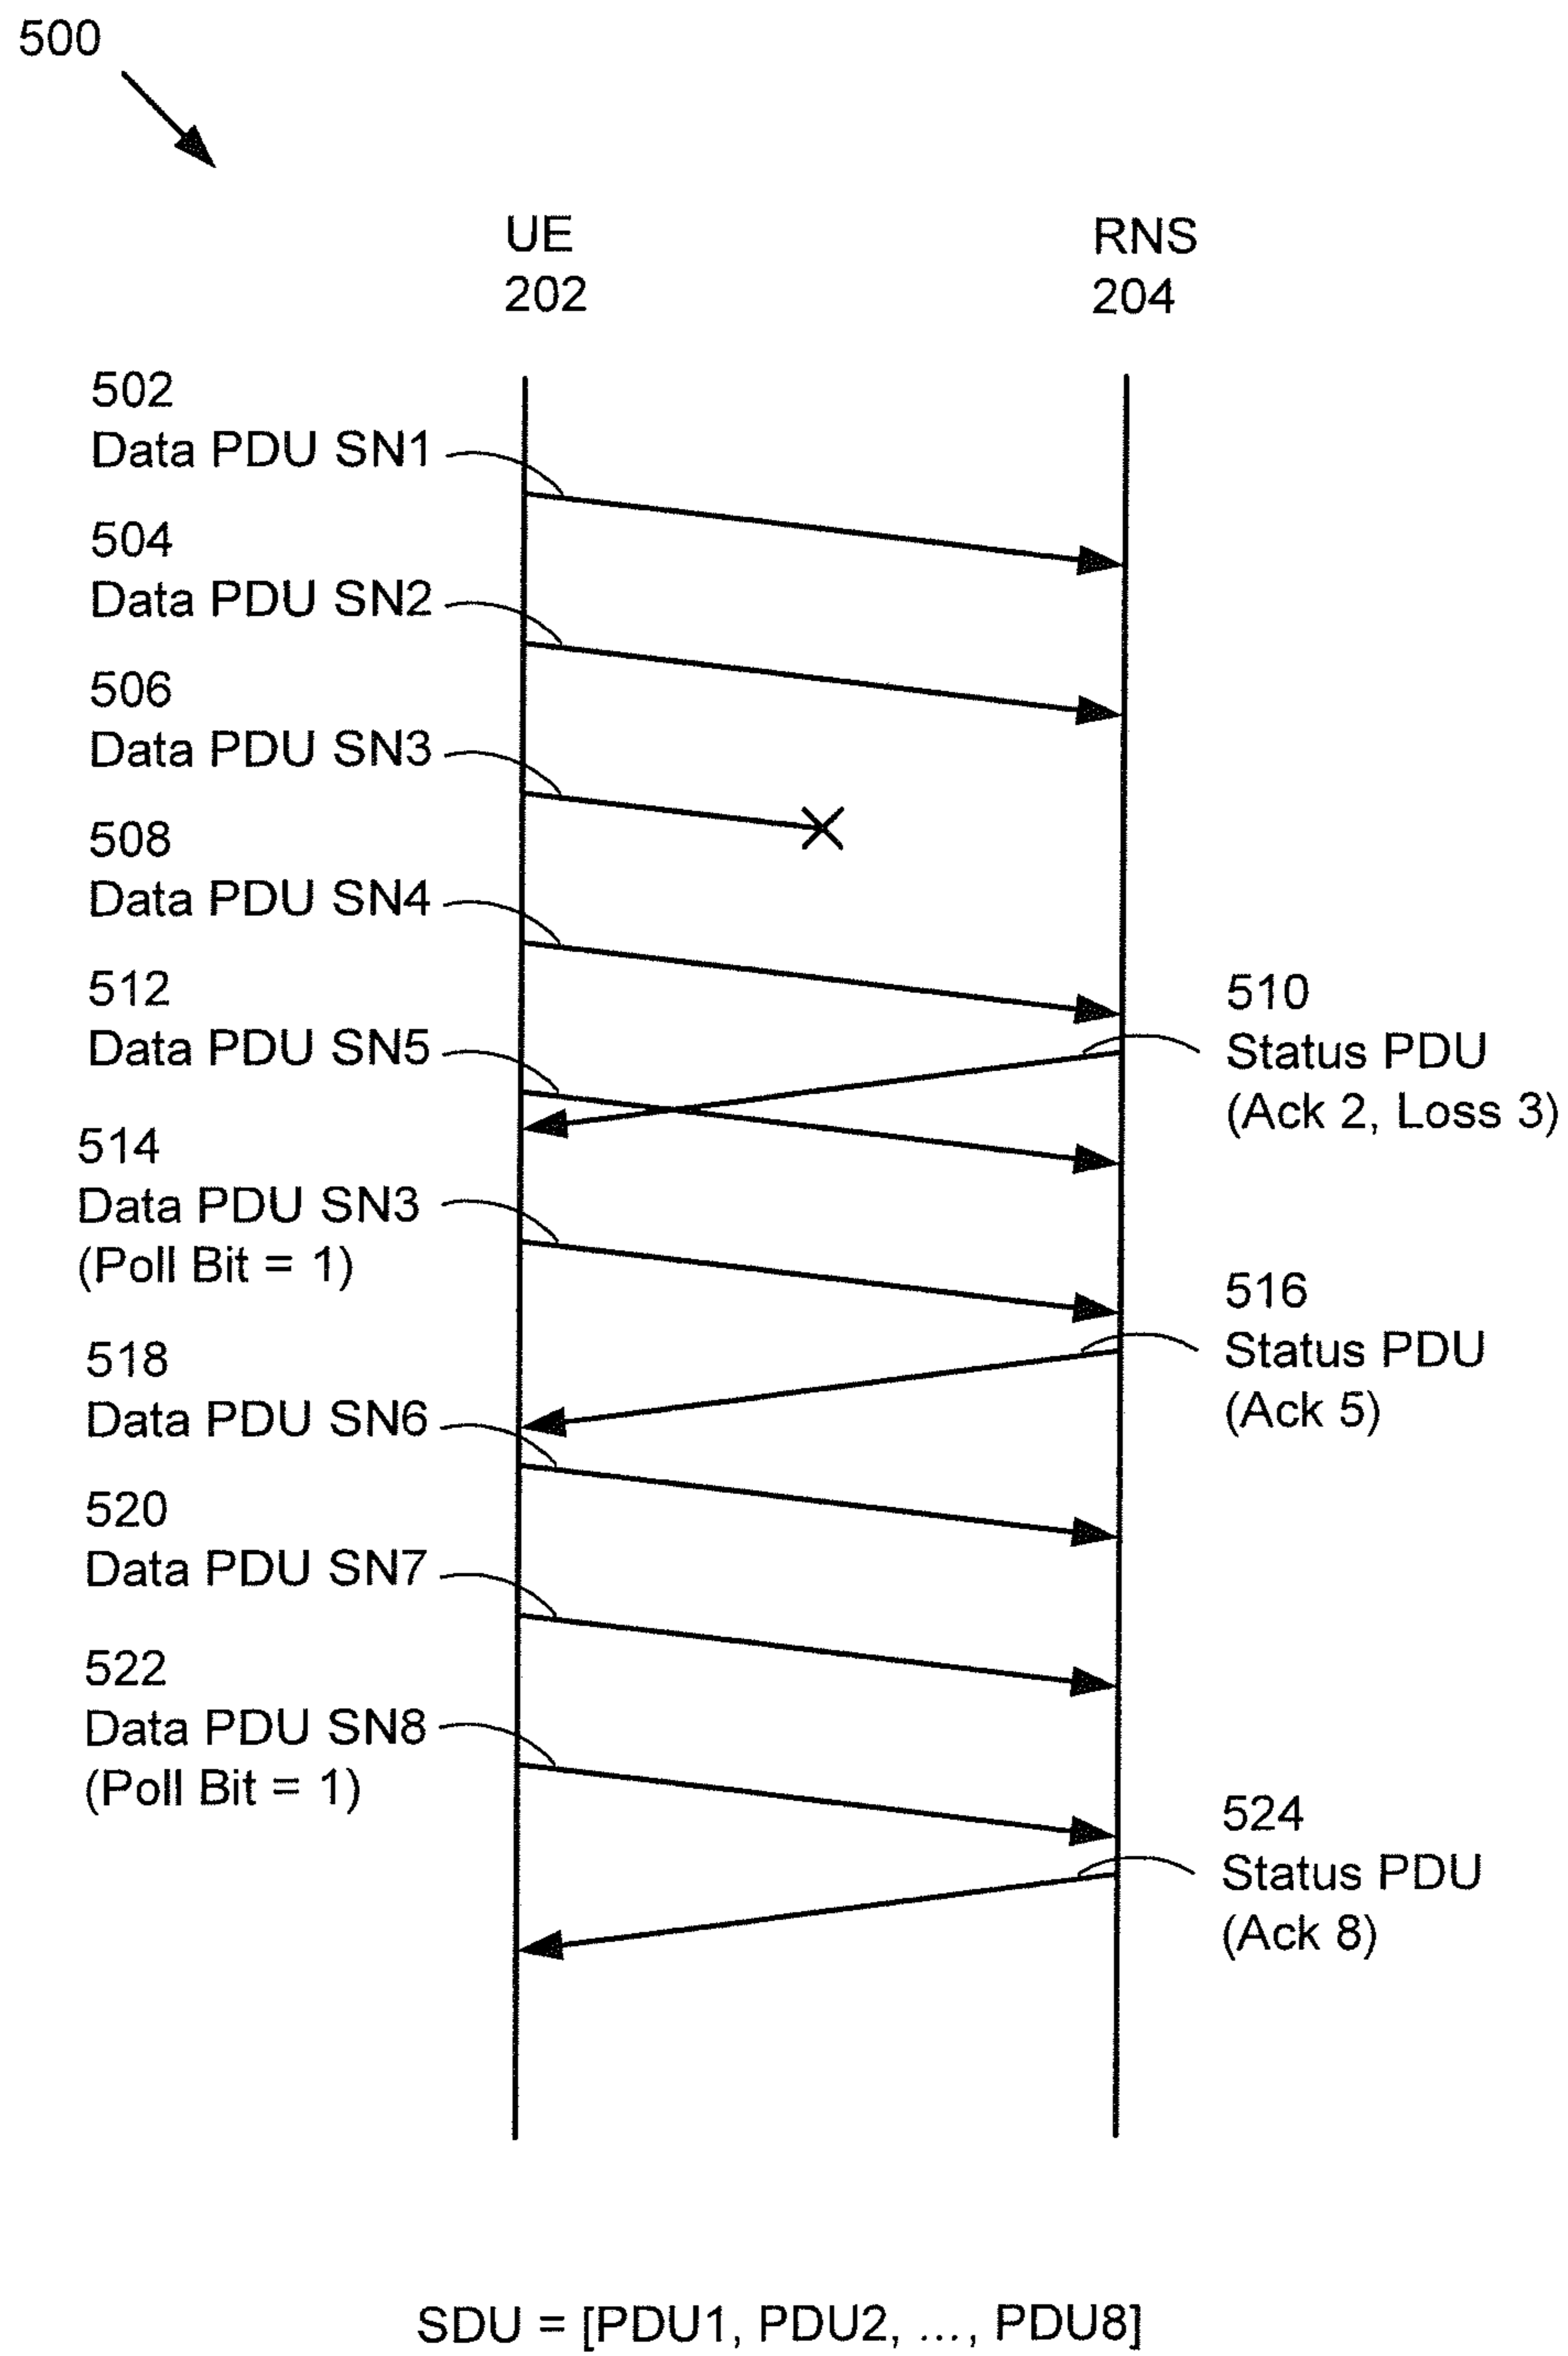 500
UE
202
RNS
204
502
Data PDU SN1
504
Data PDU SN2
506
Data PDU SN3
508
Data PDU SN4
510
Status PDU
(Ack 2, Loss 3)
512
Data PDU SN5
514
Data PDU SN3
(Poll Bit = 1)
516
Status PDU
(Ack 5)
518
Data PDU SN6
520
Data PDU SN7
522
Data PDU SN8
(Poll Bit = 1)
524
Status PDU
(Ack 8)
SDU = [PDU1, PDU2, ..., PDU8]